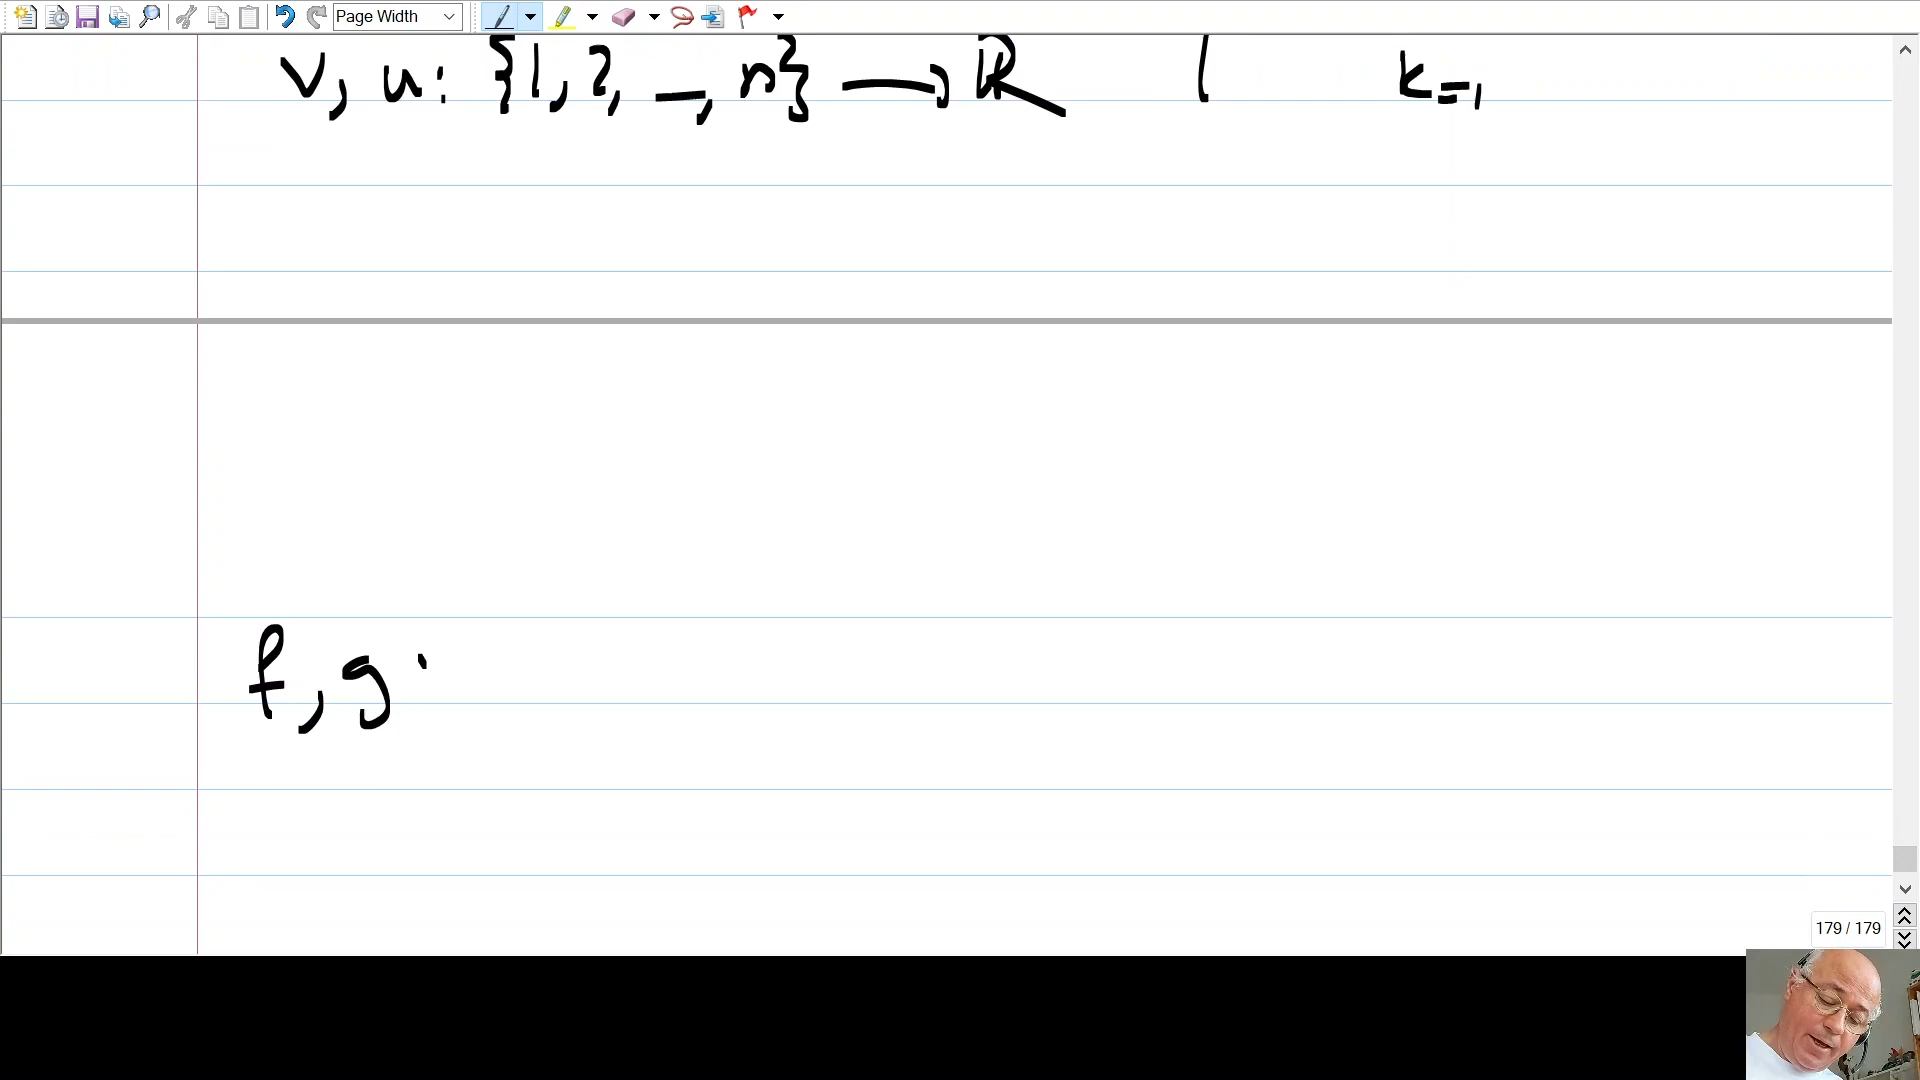 Page Width
v, u: {1, 2, _, n} → ℝ | k=1
f, g ·
179 / 179